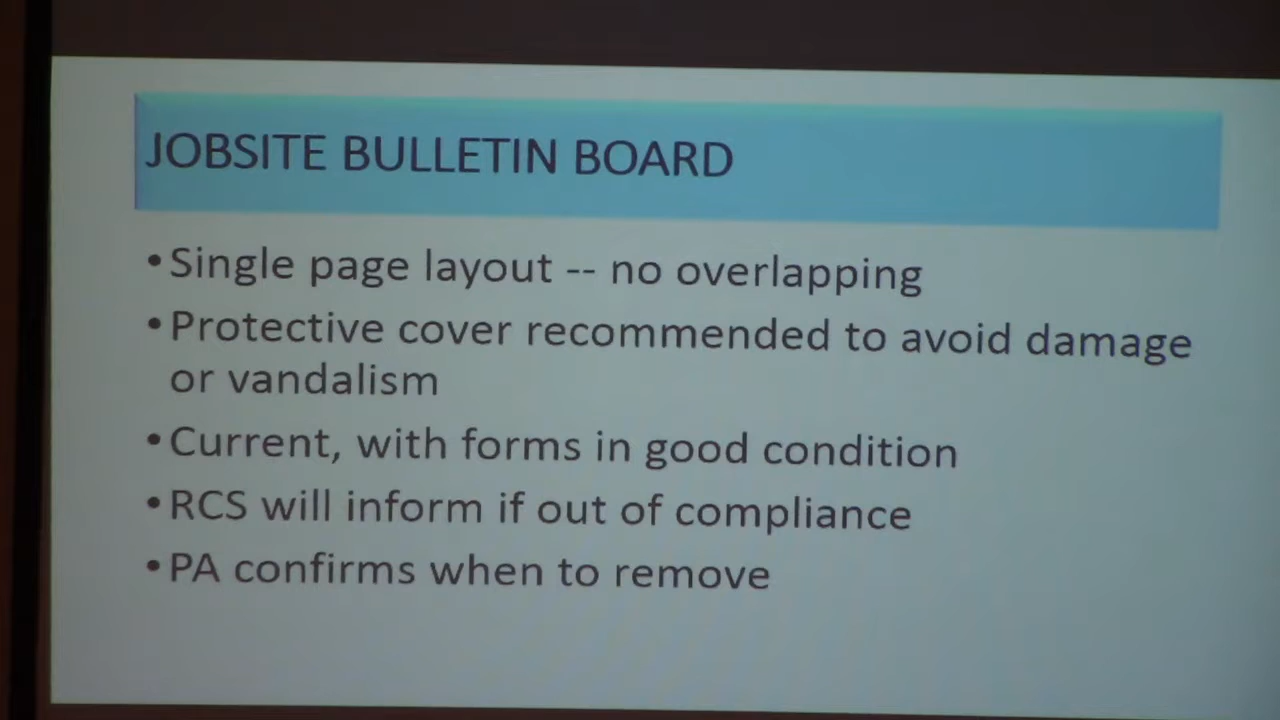 JOBSITE BULLETIN BOARD
•Single page layout -- no overlapping
•Protective cover recommended to avoid damage
or vandalism
•Current, with forms in good condition
•RCS will inform if out of compliance
•PA confirms when to remove